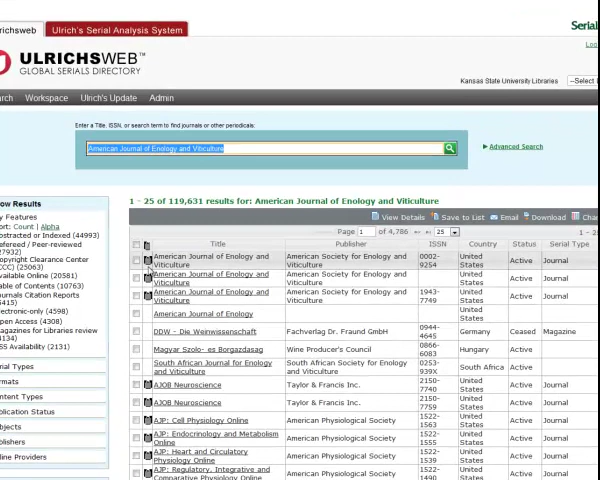 richsweb Ulrich's Serial Analysis System
Serial
ULRICHSWEB™
GLOBAL SERIALS DIRECTORY
Kansas State University Libraries --Select
rch Workspace Ulrich's Update Admin
Enter a Title, ISSN, or search term to find journals or other periodicals:
American Journal of Enology and Viticulture
Advanced Search
ow Results
y Features
ort: Count | Alpha
bstracted or Indexed (44993)
efereed / Peer-reviewed
27932)
opyright Clearance Center
CCC) (25063)
vailable Online (20581)
able of Contents (10763)
ournals Citation Reports
6415)
lectronic-only (4598)
pen Access (4308)
agazines for Libraries review
SS Availability (2131)
rial Types
rmats
ntent Types
blication Status
bjects
blishers
line Providers
1 - 25 of 119,631 results for: American Journal of Enology and Viticulture
View Details Save to List Email Download
Page 1 of 4,786 25 1 - 25
Title Publisher ISSN Country Status Serial Type
American Journal of Enology and Viticulture American Society for Enology and Viticulture 0002-9254 United States Active Journal
American Journal of Enology and Viticulture American Society for Enology and Viticulture United States Active Journal
American Journal of Enology and Viticulture American Society for Enology and Viticulture 1943-7749 United States Active Journal
American Journal of Enology United States Active
DDW - Die Weinwissenschaft Fachverlag Dr. Fraund GmbH 0944-4645 Germany Ceased Magazine
Magyar Szolo- es Borgazdasag Wine Producer's Council 0866-6083 Hungary Active
South African Journal for Enology and Viticulture South African Society for Enology and Viticulture 0253-939X South Africa Active
AJOB Neuroscience Taylor & Francis Inc. 2150-7740 United States Active Journal
AJOB Neuroscience Taylor & Francis Inc. 2150-7759 United States Active Journal
AJP: Cell Physiology Online American Physiological Society 1522-1563 United States Active Journal
AJP: Endocrinology and Metabolism Online American Physiological Society 1522-1555 United States Active Journal
AJP: Heart and Circulatory Physiology Online American Physiological Society 1522-1539 United States Active Journal
AJP: Regulatory, Integrative and Comparative Physiology Online American Physiological Society 1522-1490 United States Active Journal